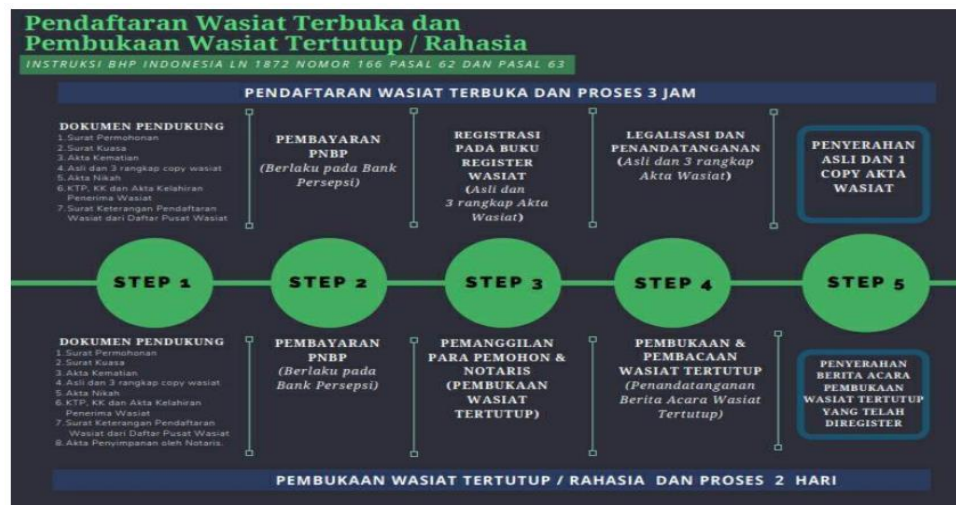 Pendaftaran Wasiat Terbuka dan
Pembukaan Wasiat Tertutup / Rahasia
INSTRUKSI BHP INDONESIA LN 1872 NOMOR 166 PASAL 62 DAN PASAL 63
PENDAFTARAN WASIAT TERBUKA DAN PROSES 3 JAM
DOKUMEN PENDUKUNG
1.Surat Permohonan
2.Surat Kuasa
3.Akta Kematian
4.Asli dan 3 rangkap copy wasiat
5.Akta Nikah
6.KTP, KK dan Akta Kelahiran
Penerima Wasiat
7.Surat Keterangan Pendaftaran
Wasiat dari Daftar Pusat Wasiat
PEMBAYARAN
PNBP
(Berlaku pada Bank
Persepsi)
REGISTRASI
PADA BUKU
REGISTER
WASIAT
(Asli dan
3 rangkap Akta
Wasiat)
LEGALISASI DAN
PENANDATANGANAN
(Asli dan 3 rangkap
Akta Wasiat)
PENYERAHAN
ASLI DAN 1
COPY AKTA
WASIAT
STEP 1
STEP 2
STEP 3
STEP 4
STEP 5
DOKUMEN PENDUKUNG
1.Surat Permohonan
2.Surat Kuasa
3.Akta Kematian
4.Asli dan 3 rangkap copy wasiat
5.Akta Nikah
6.KTP, KK dan Akta Kelahiran
Penerima Wasiat
7.Surat Keterangan Pendaftaran
Wasiat dari Daftar Pusat Wasiat
8.Akta Penyimpanan oleh Notaris.
PEMBAYARAN
PNBP
(Berlaku pada
Bank Persepsi)
PEMANGGILAN
PARA PEMOHON &
NOTARIS
(PEMBUKAAN
WASIAT
TERTUTUP)
PEMBUKAAN &
PEMBACAAN
WASIAT TERTUTUP
(Penandatanganan
Berita Acara Wasiat
Tertutup)
PENYERAHAN
BERITA ACARA
PEMBUKAAN
WASIAT TERTUTUP
YANG TELAH
DIREGISTER
PEMBUKAAN WASIAT TERTUTUP / RAHASIA DAN PROSES 2 HARI